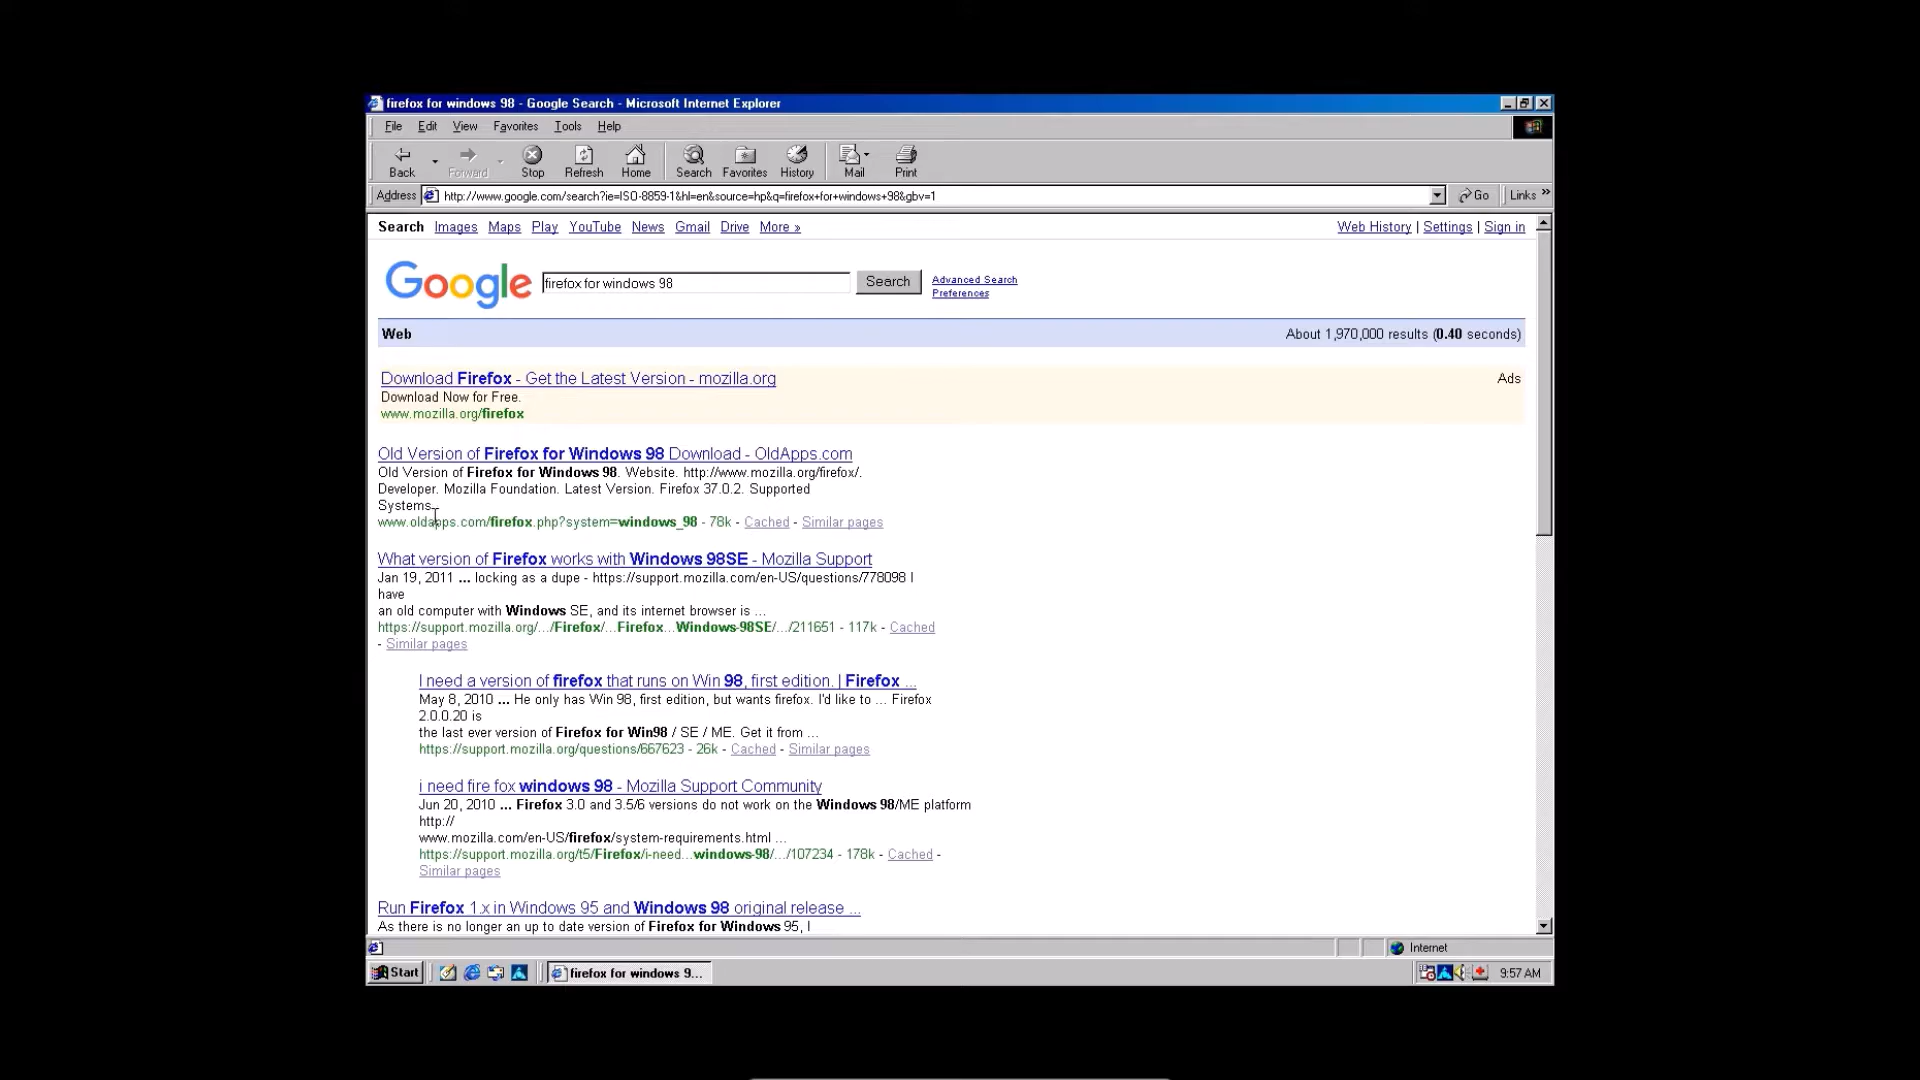 firefox for windows 98 - Google Search - Microsoft Internet Explorer
File Edit View Favorites Tools Help
Back Forward Stop Refresh Home Search Favorites History Mail Print
Address http://www.google.com/search?ie=ISO-8859-1&hl=en&source=hp&q=firefox+for+windows+98&gbv=1 Go Links »
Search Images Maps Play YouTube News Gmail Drive More » Web History | Settings | Sign in
Google firefox for windows 98 Search Advanced Search
Preferences
Web About 1,970,000 results (0.40 seconds)
Download Firefox - Get the Latest Version - mozilla.org Ads
Download Now for Free.
www.mozilla.org/firefox
Old Version of Firefox for Windows 98 Download - OldApps.com
Old Version of Firefox for Windows 98. Website. http://www.mozilla.org/firefox/.
Developer. Mozilla Foundation. Latest Version. Firefox 37.0.2. Supported
Systems.
www.oldapps.com/firefox.php?system=windows_98 - 78k - Cached - Similar pages
What version of Firefox works with Windows 98SE - Mozilla Support
Jan 19, 2011 ... locking as a dupe - https://support.mozilla.com/en-US/questions/778098 I
have
an old computer with Windows SE, and its internet browser is ...
https://support.mozilla.org/.../Firefox/...Firefox...Windows-98SE/.../211651 - 117k - Cached
- Similar pages
I need a version of firefox that runs on Win 98, first edition. | Firefox ...
May 8, 2010 ... He only has Win 98, first edition, but wants firefox. I'd like to ... Firefox
2.0.0.20 is
the last ever version of Firefox for Win98 / SE / ME. Get it from ...
https://support.mozilla.org/questions/667623 - 26k - Cached - Similar pages
i need fire fox windows 98 - Mozilla Support Community
Jun 20, 2010 ... Firefox 3.0 and 3.5/6 versions do not work on the Windows 98/ME platform
http://
www.mozilla.com/en-US/firefox/system-requirements.html ...
https://support.mozilla.org/t5/Firefox/i-need...windows-98/.../107234 - 178k - Cached -
Similar pages
Run Firefox 1.x in Windows 95 and Windows 98 original release ...
As there is no longer an up to date version of Firefox for Windows 95, I
Internet
Start firefox for windows 9... 9:57 AM